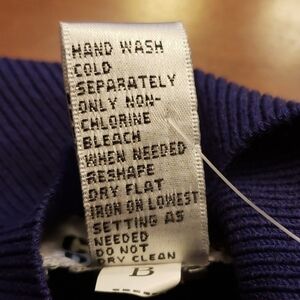 HAND WASH
COLD
SEPARATELY
ONLY NON-
CHLORINE
BLEACH
WHEN NEEDED
RESHAPE
DRY FLAT
IRON ON LOWEST
SETTING AS
NEEDED
DO NOT
DRY CLEAN
B